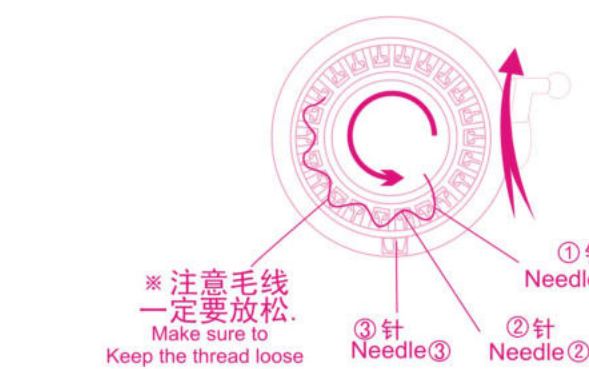 ※ 注意毛线
一定要放松.
Make sure to
Keep the thread loose
③ 针
Needle③
②针
Needle②
①
Needle